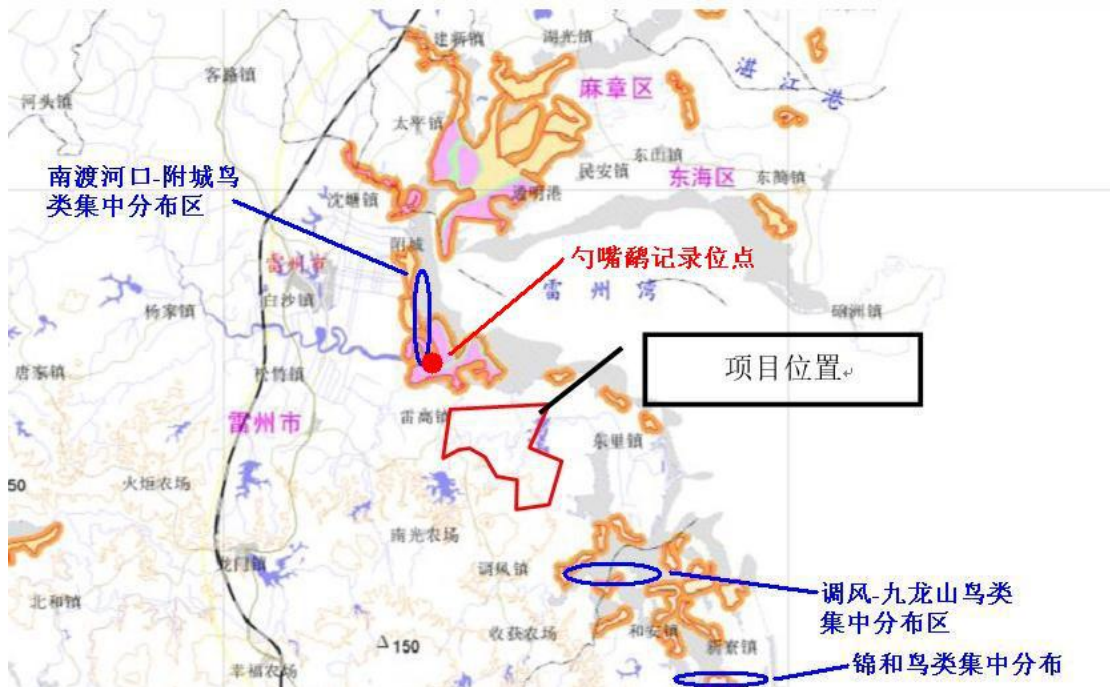 建新镇
湖光镇
客路镇
麻章区
湛江港
河头镇
太平镇
南渡河口-附城鸟
类集中分布区
东山镇
民安镇
东海区
东简镇
沈塘镇
通明港
附城
勺嘴鹬记录位点
雷州市
雷州湾
白沙镇
杨家镇
硇洲镇
项目位置
唐家镇
松竹镇
雷高镇
雷州市
东里镇
50
火炬农场
南光农场
龙门镇
调风镇
调风-九龙山鸟类
集中分布区
北和镇
收获农场
和安镇
新寮镇
150
锦和鸟类集中分布
幸福农场